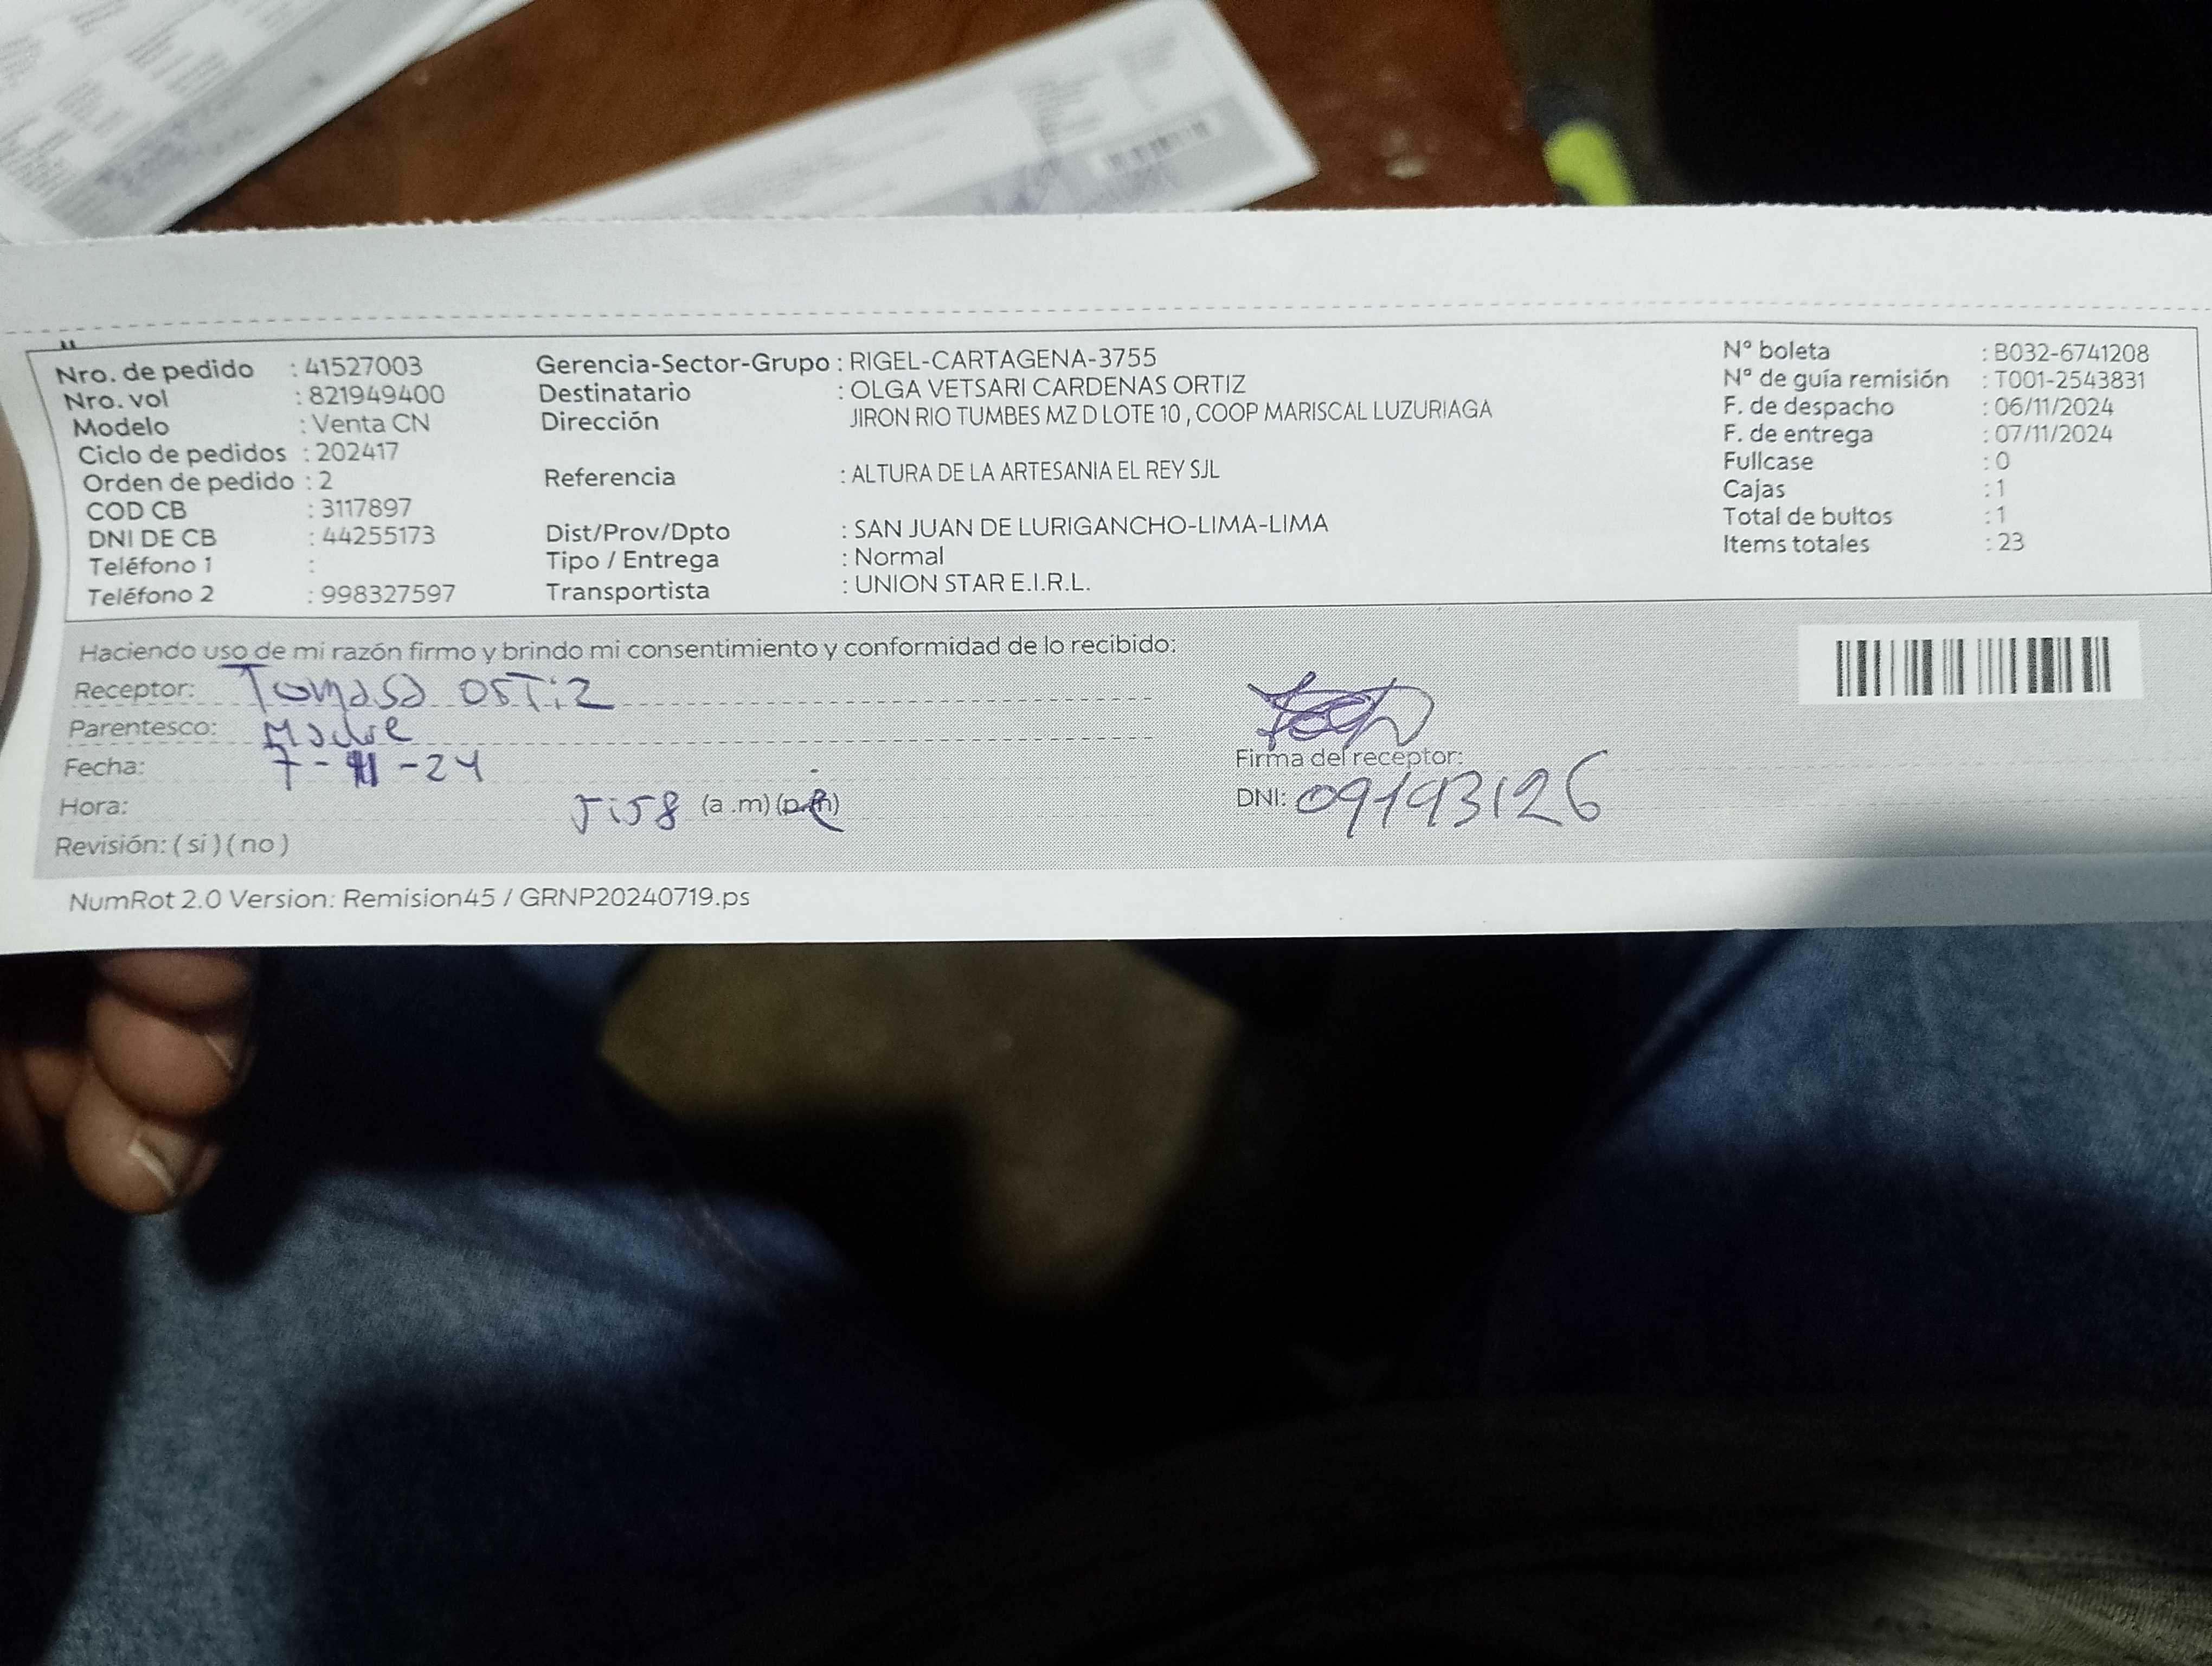 Nro. de pedido : 41527003
Nro. vol : 821949400
Modelo : Venta CN
Ciclo de pedidos : 202417
Orden de pedido : 2
COD CB : 3117897
DNI DE CB : 44255173
Teléfono 1 :
Teléfono 2 : 998327597
Gerencia-Sector-Grupo : RIGEL-CARTAGENA-3755
Destinatario : OLGA VETSARI CARDENAS ORTIZ
Dirección JIRON RIO TUMBES MZ D LOTE 10 , COOP MARISCAL LUZURIAGA
Referencia : ALTURA DE LA ARTESANIA EL REY SJL
Dist/Prov/Dpto : SAN JUAN DE LURIGANCHO-LIMA-LIMA
Tipo / Entrega : Normal
Transportista : UNION STAR E.I.R.L.
N° boleta : B032-6741208
N° de guía remisión : T001-2543831
F. de despacho : 06/11/2024
F. de entrega : 07/11/2024
Fullcase : 0
Cajas : 1
Total de bultos : 1
Items totales : 23
Haciendo uso de mi razón firmo y brindo mi consentimiento y conformidad de lo recibido:
Receptor: Tomasa OSTiZ
Parentesco: Madre
Fecha: 7-11-24
Hora: 5:58 (a .m) (p.m)
Revisión: ( si ) ( no )
Firma del receptor:
DNI: 09193126
NumRot 2.0 Version: Remision45 / GRNP20240719.ps